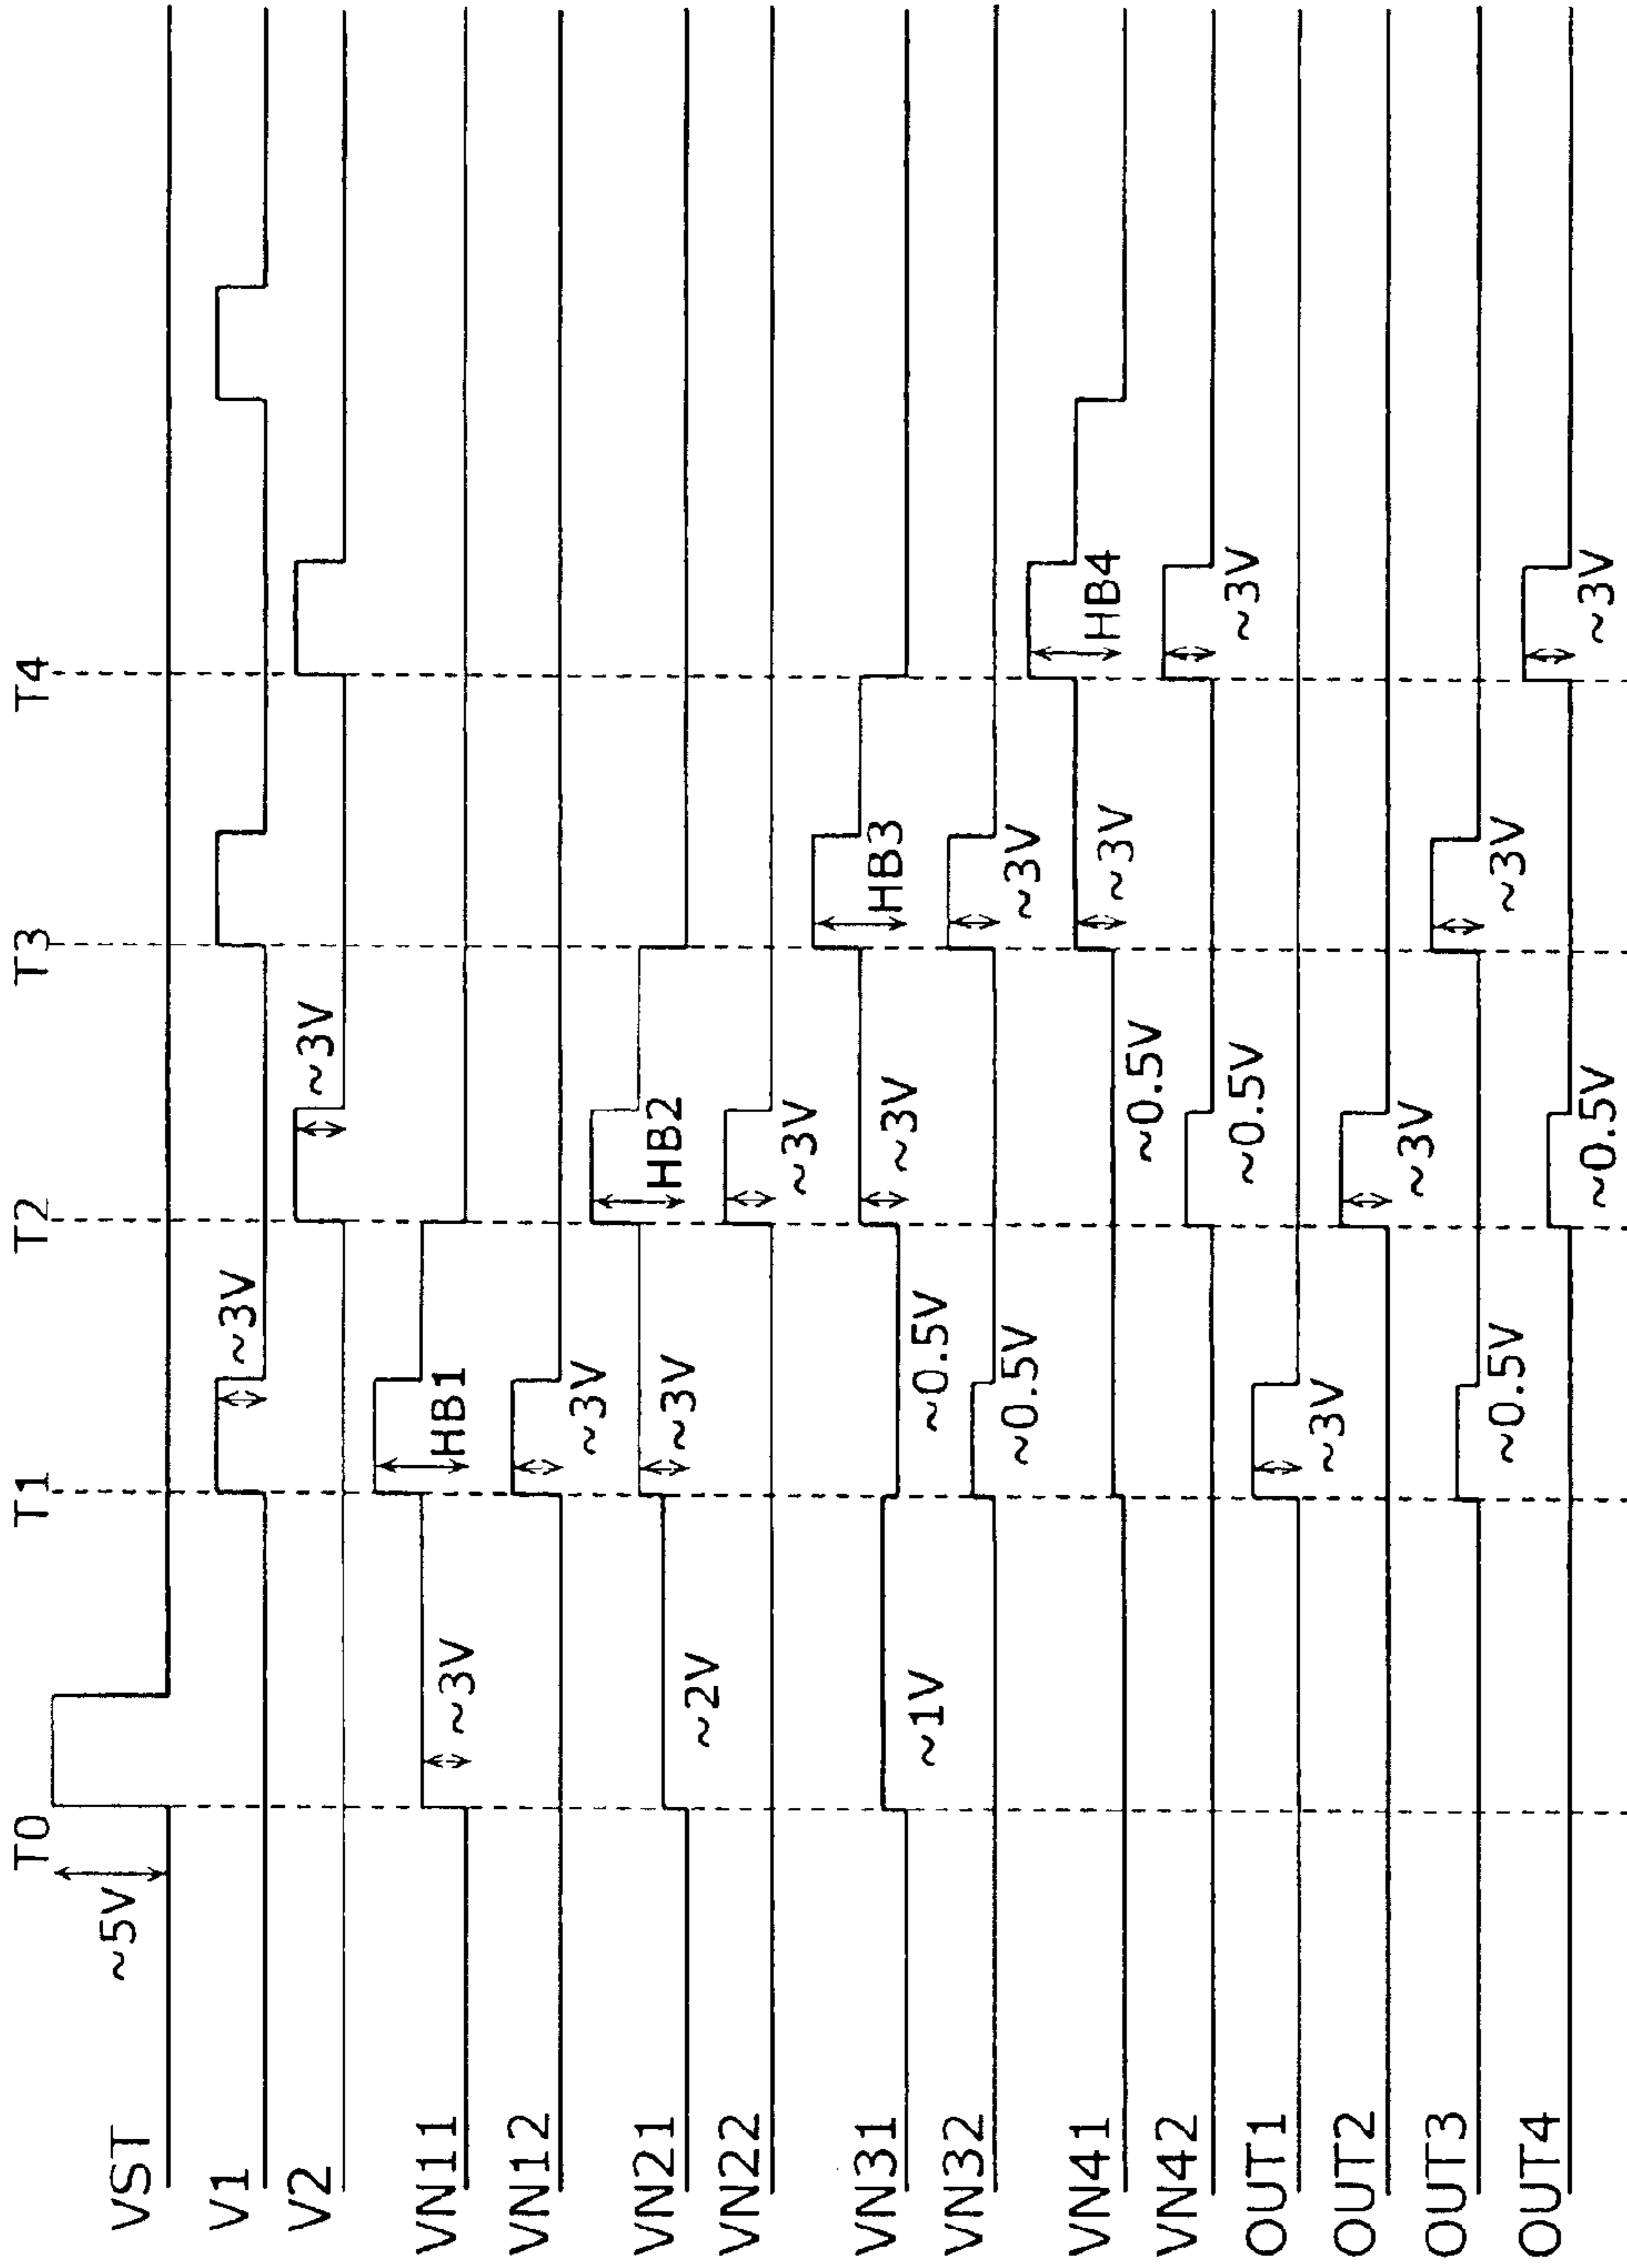 T0 T1 T2 T3 T4
VST ~5V
V1 ~3V
V2 ~3V
VN11 ~3V HB1
VN12 ~3V
VN21 ~2V ~3V HB2
VN22 ~3V
VN31 ~1V ~0.5V ~3V HB3
VN32 ~0.5V ~3V
VN41 ~0.5V ~3V HB4
VN42 ~0.5V ~3V
OUT1 ~3V
OUT2 ~3V
OUT3 ~0.5V ~3V
OUT4 ~0.5V ~3V